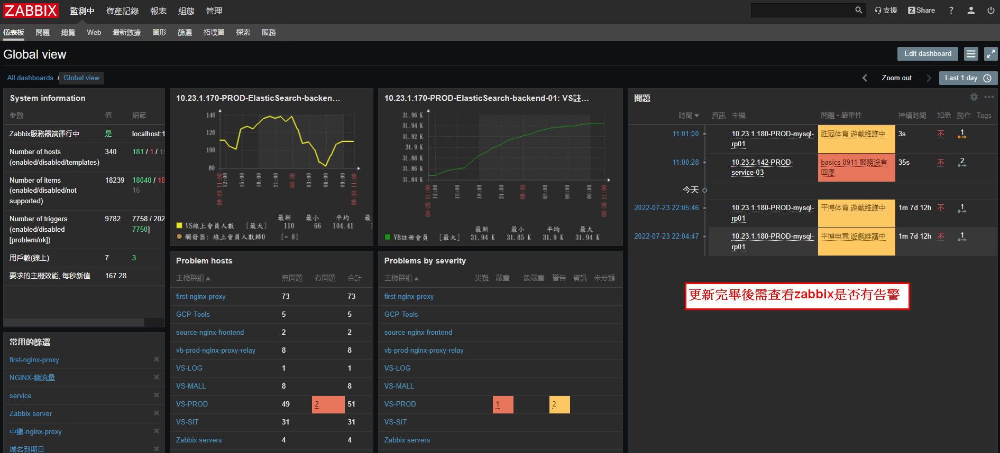 ZABBIX 監測中 資產記錄 報表 組態 管理 支援 Z Share ?
儀表板 問題 總覽 Web 最新數據 圖形 篩選 拓墣圖 探索 服務
Global view Edit dashboard
All dashboards / Global view Zoom out Last 1 day
System information
参數 值 細節
Zabbix服務器端運行中 是 localhost:1
Number of hosts (enabled/disabled/templates) 340 181 / 1 / 15
Number of items (enabled/disabled/not supported) 18239 18040 / 18
16
Number of triggers (enabled/disabled [problem/ok]) 9782 7758 / 202
7750]
用戶數(線上) 7 3
要求的主機效能, 每秒新值 167.28
常用的篩選
first-nginx-proxy
NGINX-總流量
service
Zabbix server
中繼-nginx-proxy
域名到期日
10.23.1.170-PROD-ElasticSearch-backen...
140
120
100
80
08-29 11:00 12:00 15:00 18:00 21:00 08-30 03:00 06:00 09:00 08-30 11:00
最新 最小 平均 最
VS線上會員人數 [最大] 110 66 104.41 1
觸發器: 線上會員人數歸0 [= 0]
10.23.1.170-PROD-ElasticSearch-backend-01: VS註...
31.96 K
31.94 K
31.92 K
31.9 K
31.88 K
31.86 K
31.84 K
08-29 11:00 12:00 15:00 18:00 21:00 08-30 03:00 06:00 09:00 08-30 11:00
最新 最小 平均 最大
VB註冊會員 [最大] 31.94 K 31.85 K 31.9 K 31.94 K
Problem hosts
主機群組 無問題 有問題 合計
first-nginx-proxy 73 73
GCP-Tools 5 5
source-nginx-frontend 2 2
vb-prod-nginx-proxy-relay 8 8
VS-LOG 1 1
VS-MALL 8 8
VS-PROD 49 2 51
VS-SIT 31 31
Zabbix servers 4 4
Problems by severity
主機群組 災難 嚴重 一般嚴重 警告 資訊 未分類
first-nginx-proxy
GCP-Tools
source-nginx-frontend
vb-prod-nginx-proxy-relay
VS-LOG
VS-MALL
VS-PROD 1 2
VS-SIT
Zabbix servers
問題
時間 資訊 主機 問題・嚴重性 持續時間 知悉 動作 Tags
11:01:00 10.23.1.180-PROD-mysql-rp01 胜冠体育 遊戲維護中 3s 不 1
11:00:28 10.23.2.142-PROD-service-03 basics 8911 服務沒有回應 35s 不 2
今天
2022-07-23 22:05:46 10.23.1.180-PROD-mysql-rp01 平博体育 遊戲維護中 1m 7d 12h 不 1
2022-07-23 22:04:47 10.23.1.180-PROD-mysql-rp01 平博电竞 遊戲維護中 1m 7d 12h 不 1
更新完畢後需查看zabbix是否有告警